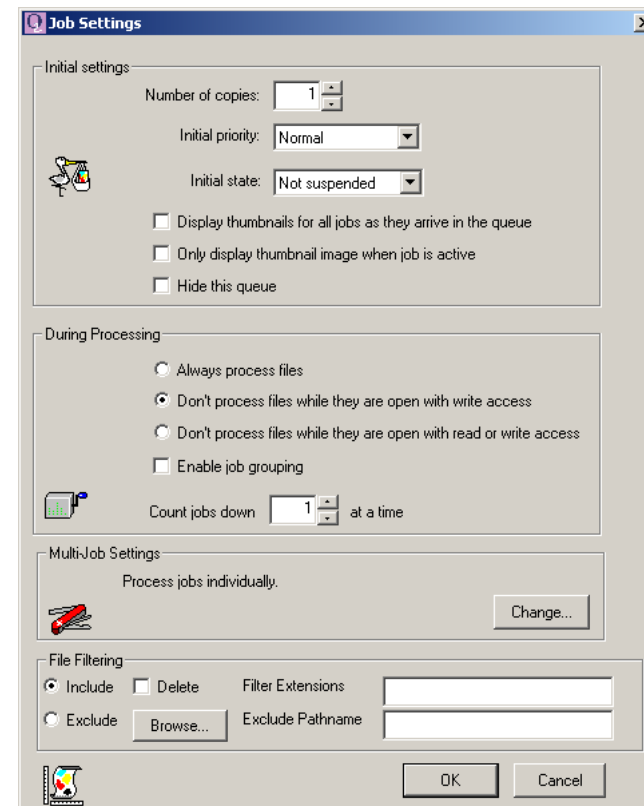 Job Settings
Initial settings
Number of copies: 1
Initial priority: Normal
Initial state: Not suspended
Display thumbnails for all jobs as they arrive in the queue
Only display thumbnail image when job is active
Hide this queue
During Processing
Always process files
Don't process files while they are open with write access
Don't process files while they are open with read or write access
Enable job grouping
Count jobs down 1 at a time
Multi-Job Settings
Process jobs individually.
Change...
File Filtering
Include Delete Filter Extensions
Exclude Browse... Exclude Pathname
OK Cancel